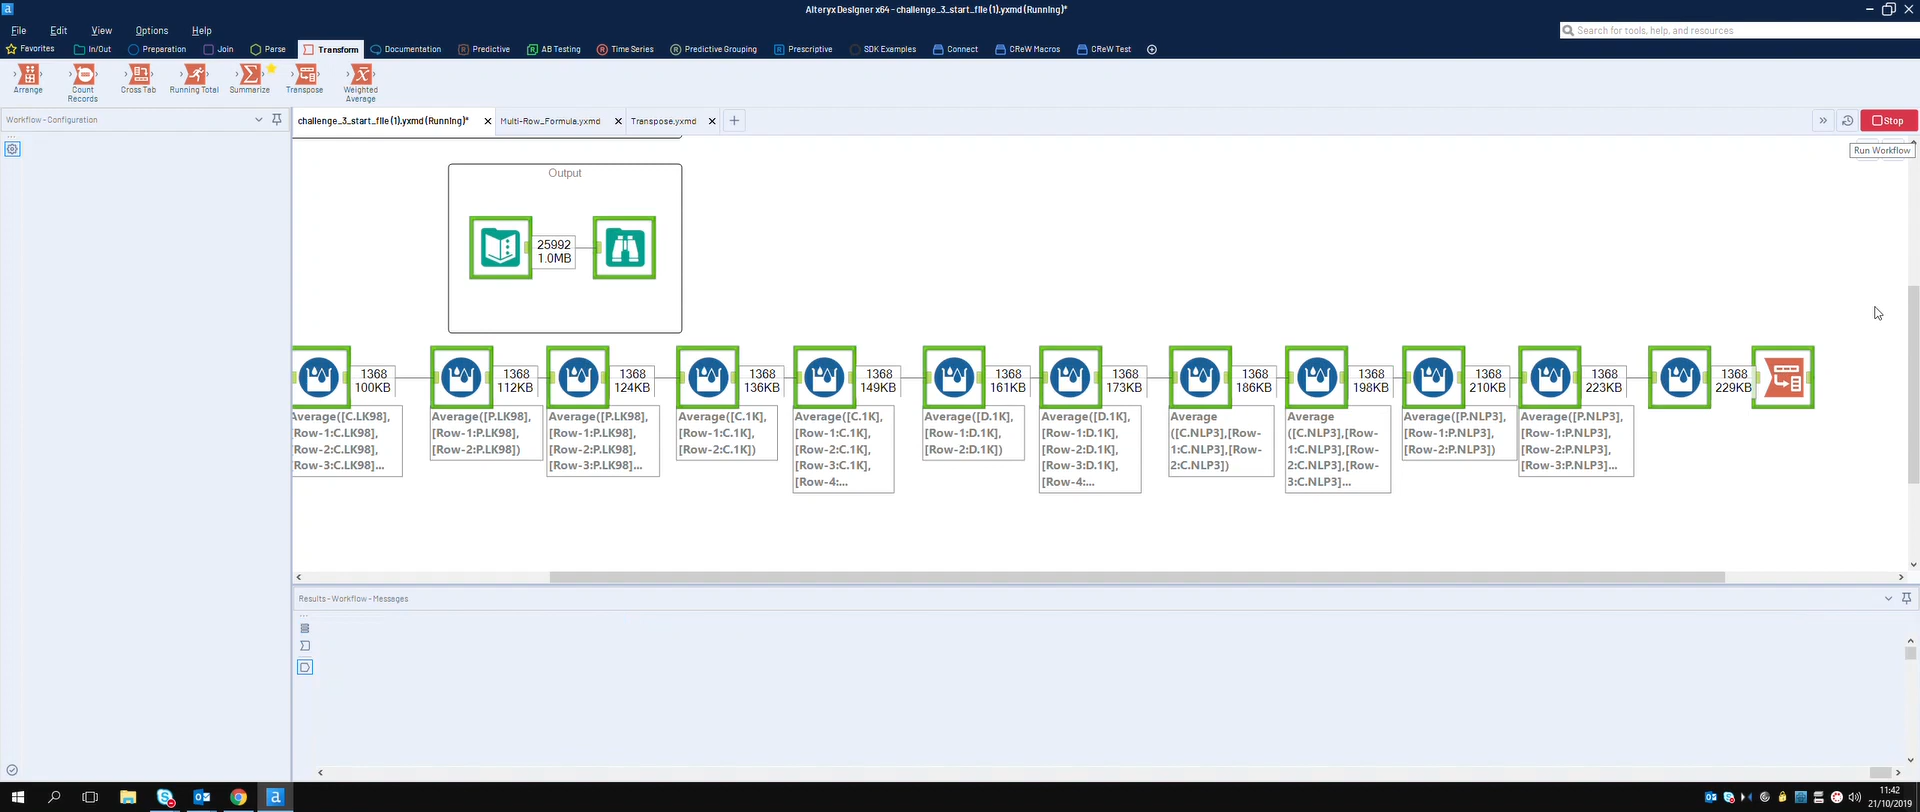 Alteryx Designer x64 - challenge_3_start_file (1).yxmd (Running)*
File Edit View Options Help
Search for tools, help, and resources
Favorites In/Out Preparation Join Parse Transform Documentation Predictive AB Testing Time Series Predictive Grouping Prescriptive SDK Examples Connect CReW Macros CReW Test
Arrange
Count Records
Cross Tab
Running Total
Summarize
Transpose
Weighted Average
Workflow - Configuration
challenge_3_start_file (1).yxmd (Running)*
Multi-Row_Formula.yxmd
Transpose.yxmd
Stop
Run Workflow
Output
25992
1.0MB
1368
100KB
1368
112KB
1368
124KB
1368
136KB
1368
149KB
1368
161KB
1368
173KB
1368
186KB
1368
198KB
1368
210KB
1368
223KB
1368
229KB
Average([C.LK98],
[Row-1:C.LK98],
[Row-2:C.LK98],
[Row-3:C.LK98]...
Average([P.LK98],
[Row-1:P.LK98],
[Row-2:P.LK98])
Average([P.LK98],
[Row-1:P.LK98],
[Row-2:P.LK98],
[Row-3:P.LK98]...
Average([C.1K],
[Row-1:C.1K],
[Row-2:C.1K])
Average([C.1K],
[Row-1:C.1K],
[Row-2:C.1K],
[Row-3:C.1K],
[Row-4:...
Average([D.1K],
[Row-1:D.1K],
[Row-2:D.1K])
Average([D.1K],
[Row-1:D.1K],
[Row-2:D.1K],
[Row-3:D.1K],
[Row-4:...
Average
([C.NLP3],[Row-
1:C.NLP3],[Row-
2:C.NLP3])
Average
([C.NLP3],[Row-
1:C.NLP3],[Row-
2:C.NLP3],[Row-
3:C.NLP3]...
Average([P.NLP3],
[Row-1:P.NLP3],
[Row-2:P.NLP3])
Average([P.NLP3],
[Row-1:P.NLP3],
[Row-2:P.NLP3],
[Row-3:P.NLP3]...
Results - Workflow - Messages
11:42
21/10/2019